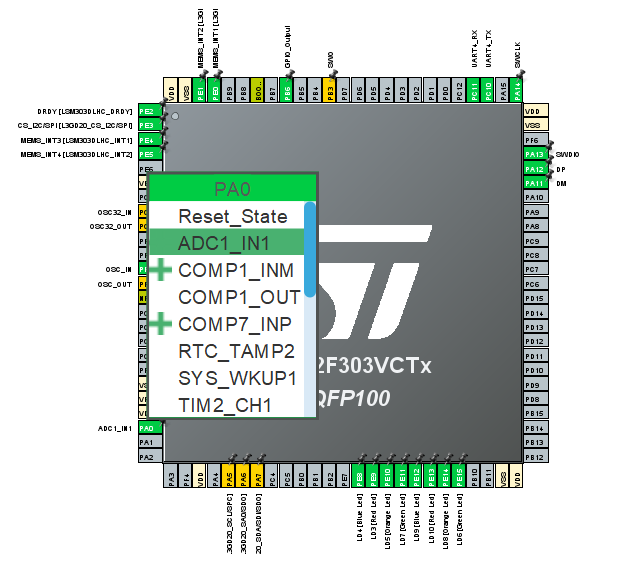 MEMS_INT2 [L3GI
MEMS_INT1 [L3GI
GPIO_Output
SWO
UART4_RX
UART4_TX
SWCLK
VDD
VSS
PE1
PE0
PB9
PB8
BOO..
PB7
PB6
PB5
PB4
PB3
PD7
PD6
PD5
PD4
PD3
PD2
PD1
PD0
PC12
PC11
PC10
PA15
PA14
DRDY [LSM303DLHC_DRDY]
PE2
CS_I2C/SPI [L3GD20_CS_I2C/SPI]
PE3
MEMS_INT3 [LSM303DLHC_INT1]
PE4
MEMS_INT4 [LSM303DLHC_INT2]
PE5
PE6
OSC32_IN
OSC32_OUT
OSC_IN
OSC_OUT
ADC1_IN1
PA0
PA1
PA2
PA0
Reset_State
ADC1_IN1
COMP1_INM
COMP1_OUT
COMP7_INP
RTC_TAMP2
SYS_WKUP1
TIM2_CH1
2F303VCTx
QFP100
VDD
VSS
PF6
PA13
SWDIO
PA12
DP
PA11
DM
PA10
PA9
PA8
PC9
PC8
PC7
PC6
PD15
PD14
PD13
PD12
PD11
PD10
PD9
PD8
PB15
PB14
PB13
PB12
PA3
PF4
VDD
PA4
PA5
PA6
PA7
PC4
PC5
PB0
PB1
PB2
PE7
PE8
PE9
PE10
PE11
PE12
PE13
PE14
PE15
PB10
PB11
VSS
VDD
3GD20_SCL/SPC]
3GD20_SA0/SDO]
20_SDA/SDI/SDO]
LD4 [Blue Led]
LD3 [Red Led]
LD5 [Orange Led]
LD7 [Green Led]
LD9 [Blue Led]
LD10 [Red Led]
LD8 [Orange Led]
LD6 [Green Led]